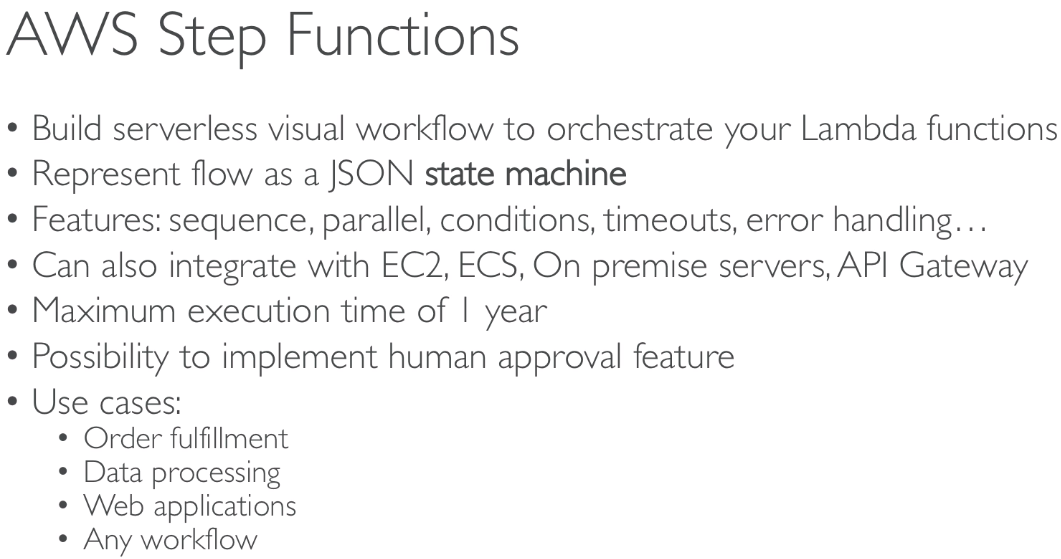 AWS Step Functions
• Build serverless visual workflow to orchestrate your Lambda functions
• Represent flow as a JSON state machine
• Features: sequence, parallel, conditions, timeouts, error handling…
• Can also integrate with EC2, ECS, On premise servers, API Gateway
• Maximum execution time of 1 year
• Possibility to implement human approval feature
• Use cases:
• Order fulfillment
• Data processing
• Web applications
• Any workflow